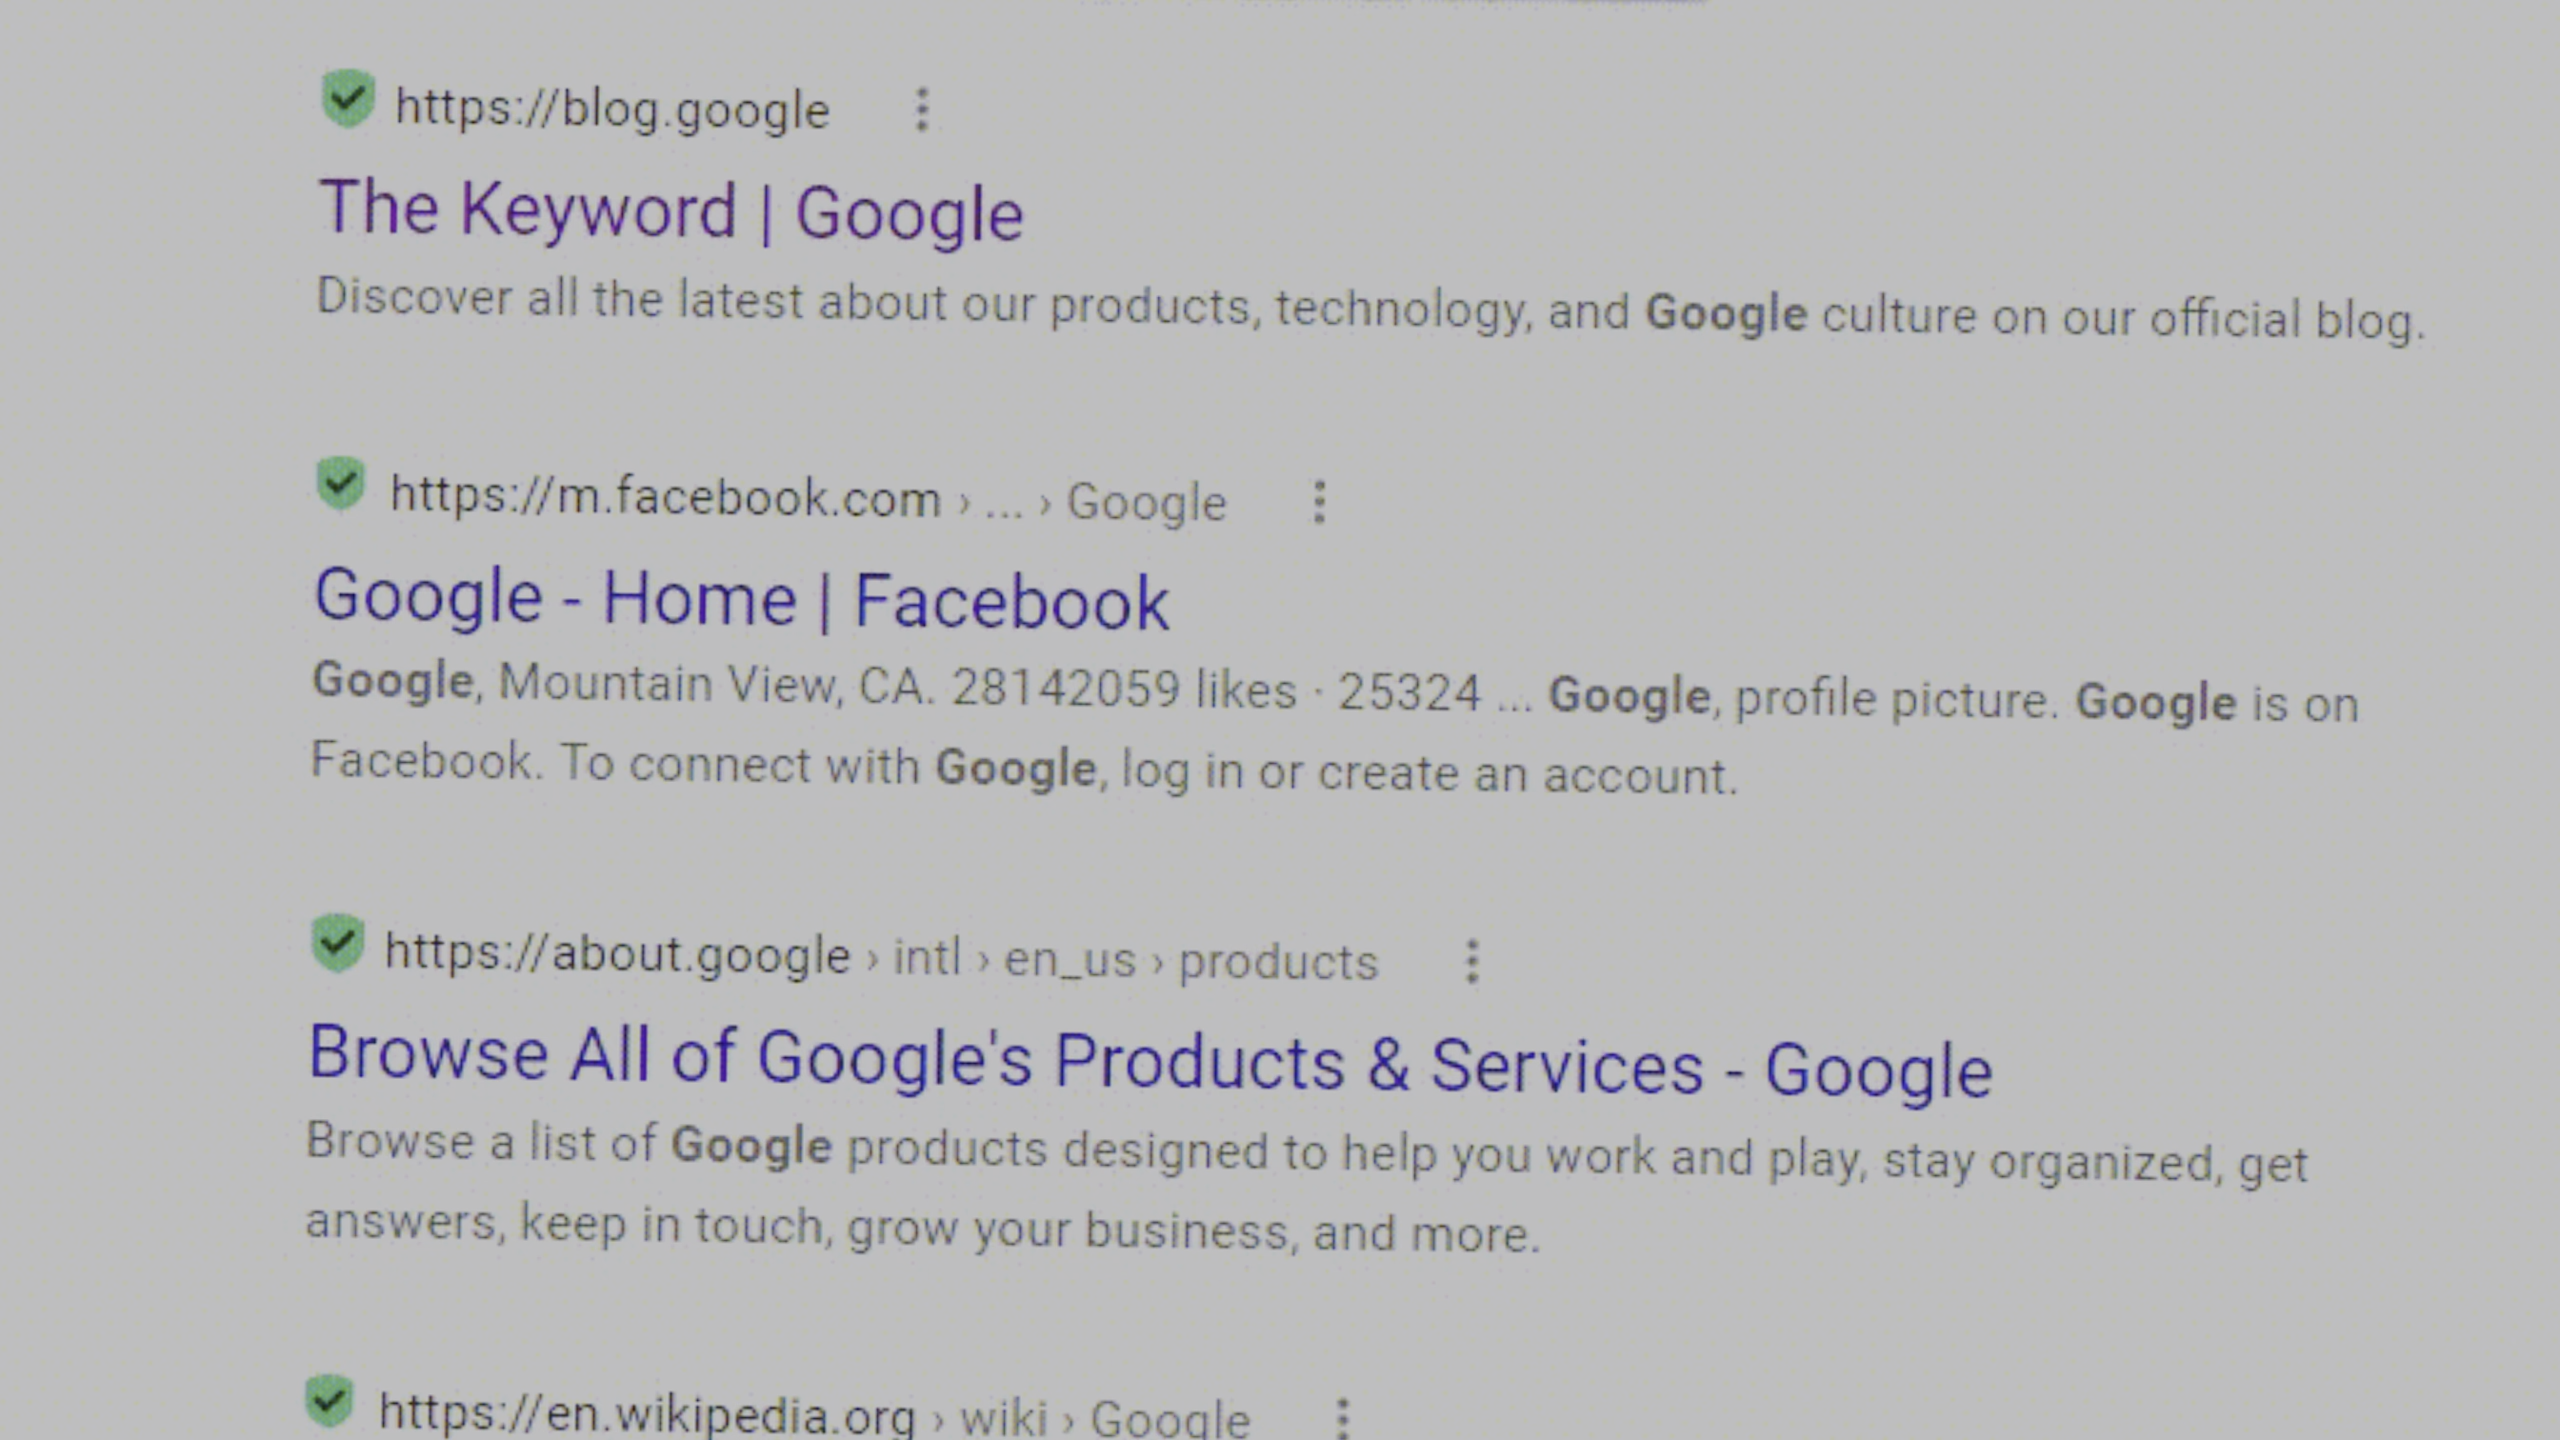 https://blog.google
The Keyword | Google
Discover all the latest about our products, technology, and Google culture on our official blog.
https://m.facebook.com › ... › Google
Google - Home | Facebook
Google, Mountain View, CA. 28142059 likes · 25324 ... Google, profile picture. Google is on
Facebook. To connect with Google, log in or create an account.
https://about.google › intl › en_us › products
Browse All of Google's Products & Services - Google
Browse a list of Google products designed to help you work and play, stay organized, get
answers, keep in touch, grow your business, and more.
https://en.wikipedia.org › wiki › Google